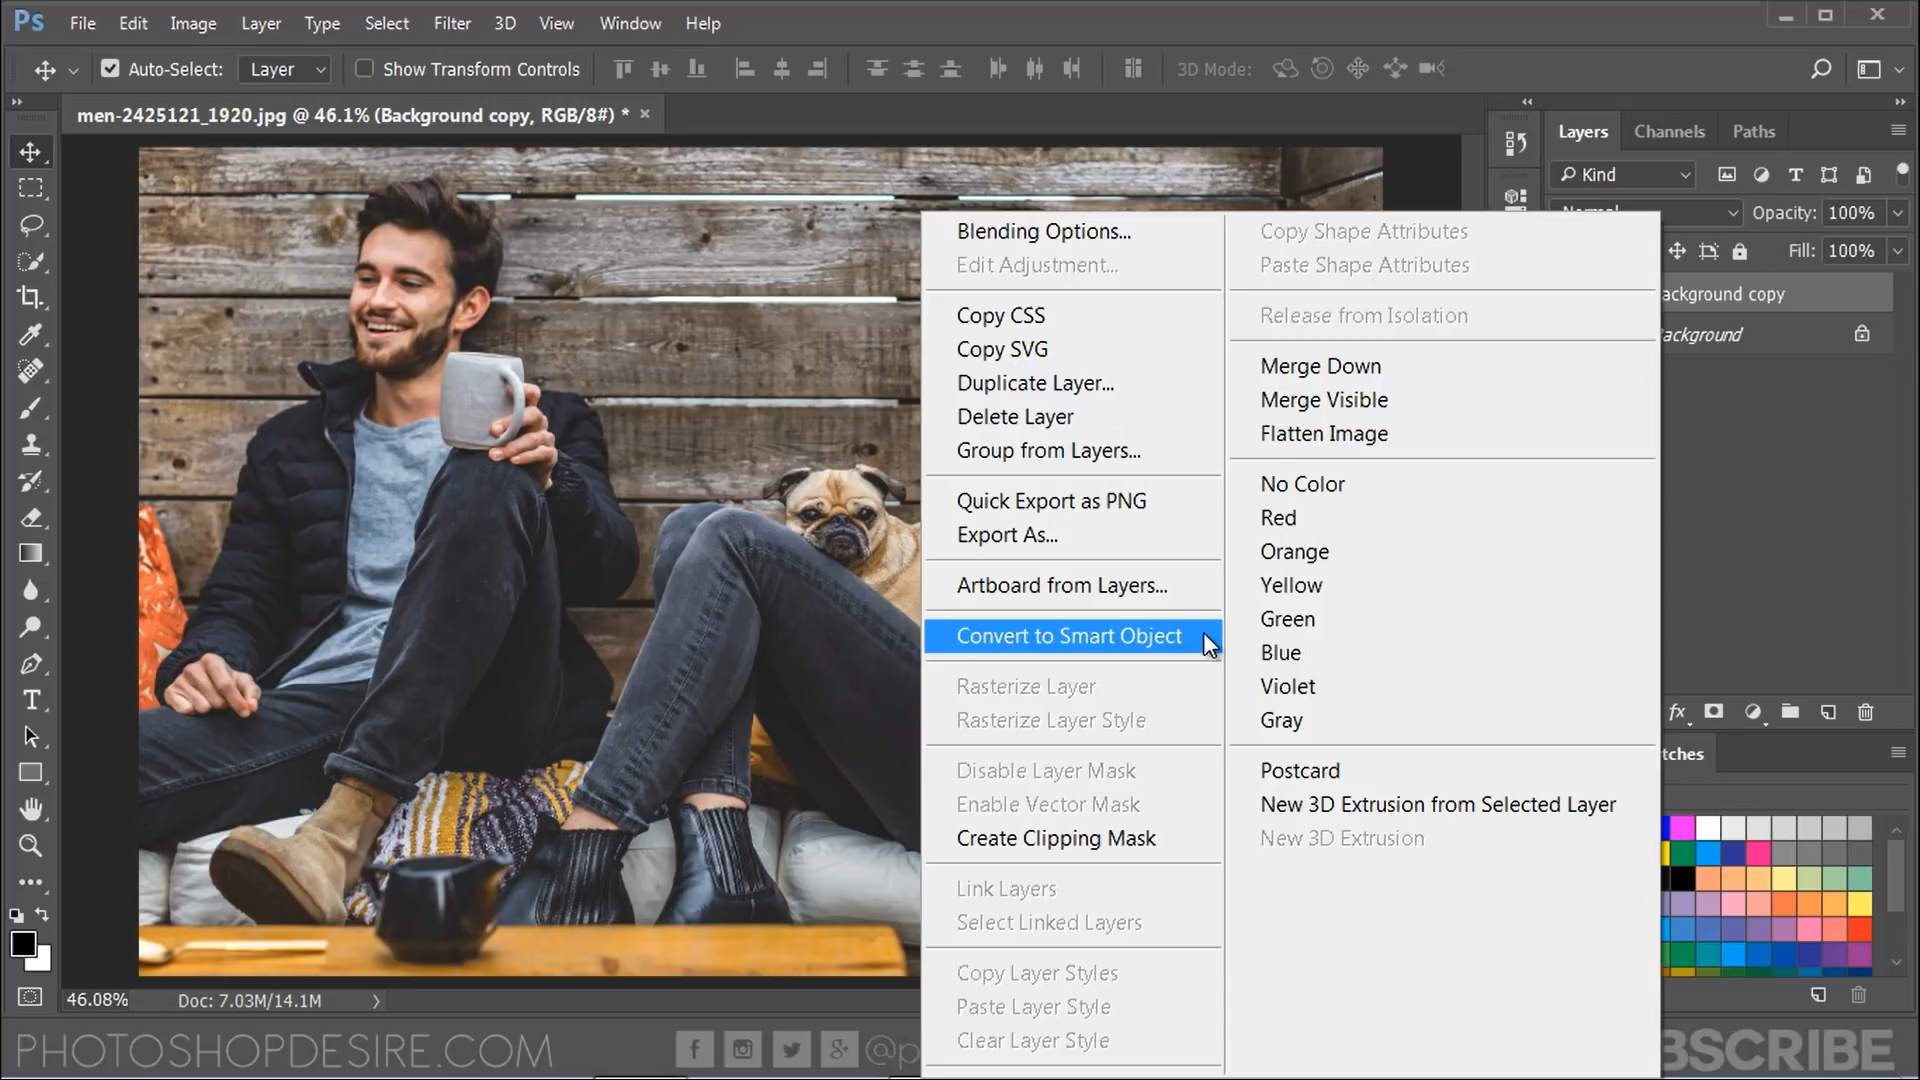 Ps File Edit Image Layer Type Select Filter 3D View Window Help
Auto-Select: Layer Show Transform Controls 3D Mode:
men-2425121_1920.jpg @ 46.1% (Background copy, RGB/8#) *
Layers Channels Paths
Kind
Opacity: 100%
Fill: 100%
ackground copy
ackground
Blending Options...
Edit Adjustment...
Copy CSS
Copy SVG
Duplicate Layer...
Delete Layer
Group from Layers...
Quick Export as PNG
Export As...
Artboard from Layers...
Convert to Smart Object
Rasterize Layer
Rasterize Layer Style
Disable Layer Mask
Enable Vector Mask
Create Clipping Mask
Link Layers
Select Linked Layers
Copy Layer Styles
Paste Layer Style
Clear Layer Style
Copy Shape Attributes
Paste Shape Attributes
Release from Isolation
Merge Down
Merge Visible
Flatten Image
No Color
Red
Orange
Yellow
Green
Blue
Violet
Gray
Postcard
New 3D Extrusion from Selected Layer
New 3D Extrusion
fx
tches
46.08% Doc: 7.03M/14.1M
PHOTOSHOPDESIRE.COM @p BSCRIBE